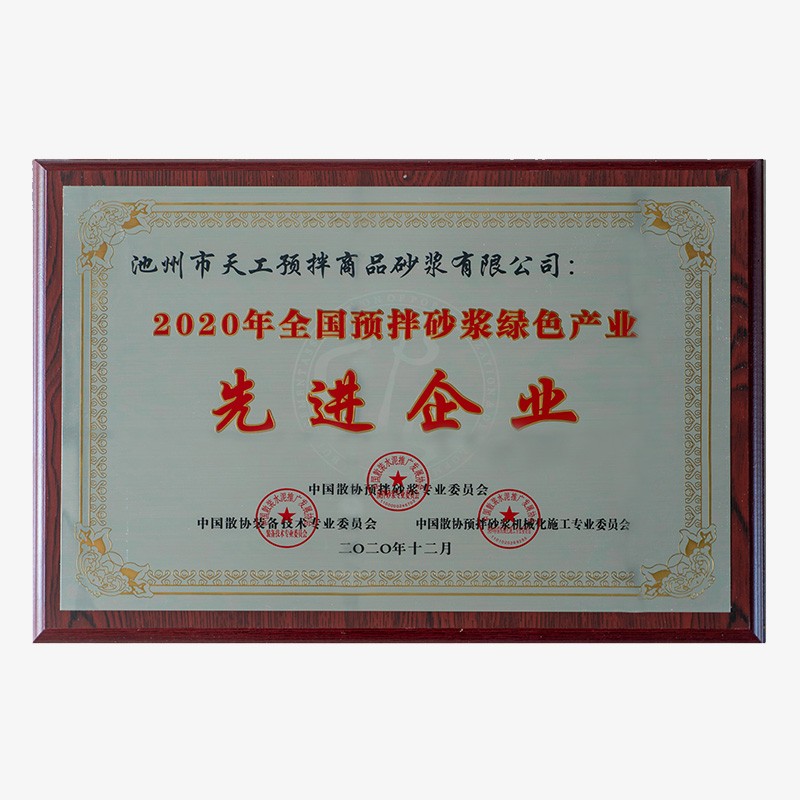 池州市天工预拌商品砂浆有限公司：
2020年全国预拌砂浆绿色产业
先进企业
中国散协预拌砂浆专业委员会
中国散协装备技术专业委员会 中国散协预拌砂浆机械化施工专业委员会
二〇二〇年十二月